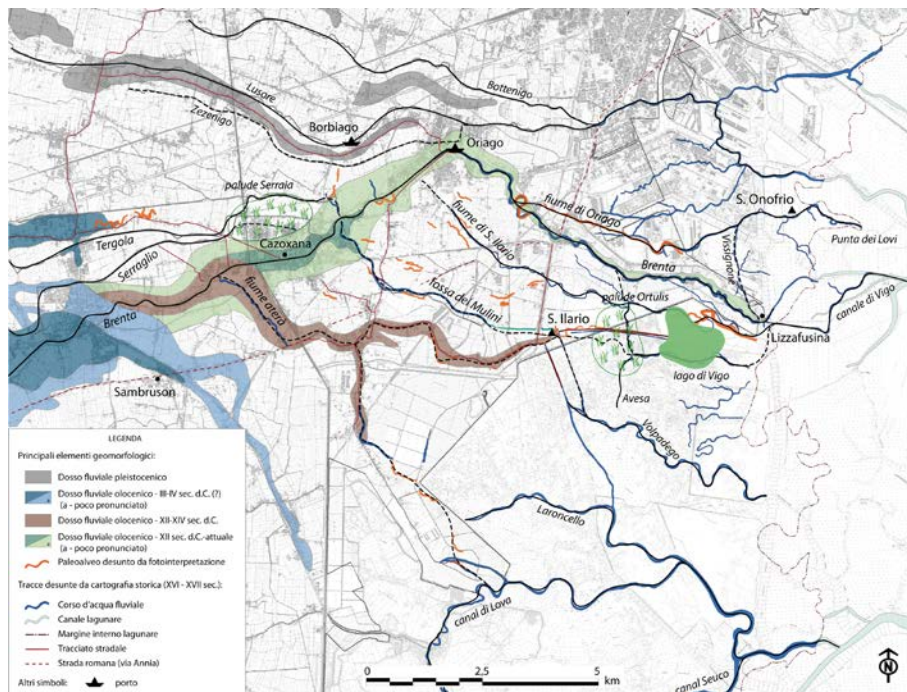 Bottenigo
Lusore
Zezenigo
Borbiago
Oriago
palude Serraia
fiume di Oriago
S. Onofrio
fiume di S. Ilario
Tergola
Cazoxana
Punta dei Lovi
Serraglio
Vissignone
Brenta
fiume aterà
Brenta
fossa dei Mulini
palude Ortulis
canale di Vigo
S. Ilario
Lizzafusina
lago di Vigo
Sambruson
Avesa
Volpadego
LEGENDA
Principali elementi geomorfologici:
Dosso fluviale pleistocenico
Dosso fluviale olocenico - III-IV sec. d.C. (?)
(a - poco pronunciato)
Dosso fluviale olocenico - XII-XIV sec. d.C.
Dosso fluviale olocenico - XII sec. d.C.-attuale
(a - poco pronunciato)
Paleoalveo desunto da fotointerpretazione
Tracce desunte da cartografia storica (XVI - XVII sec.):
Corso d'acqua fluviale
Canale lagunare
Margine interno lagunare
Tracciato stradale
Strada romana (via Annia)
Altri simboli:
porto
Laroncello
canal di Lova
canal Seuco
0 2,5 5
km
N